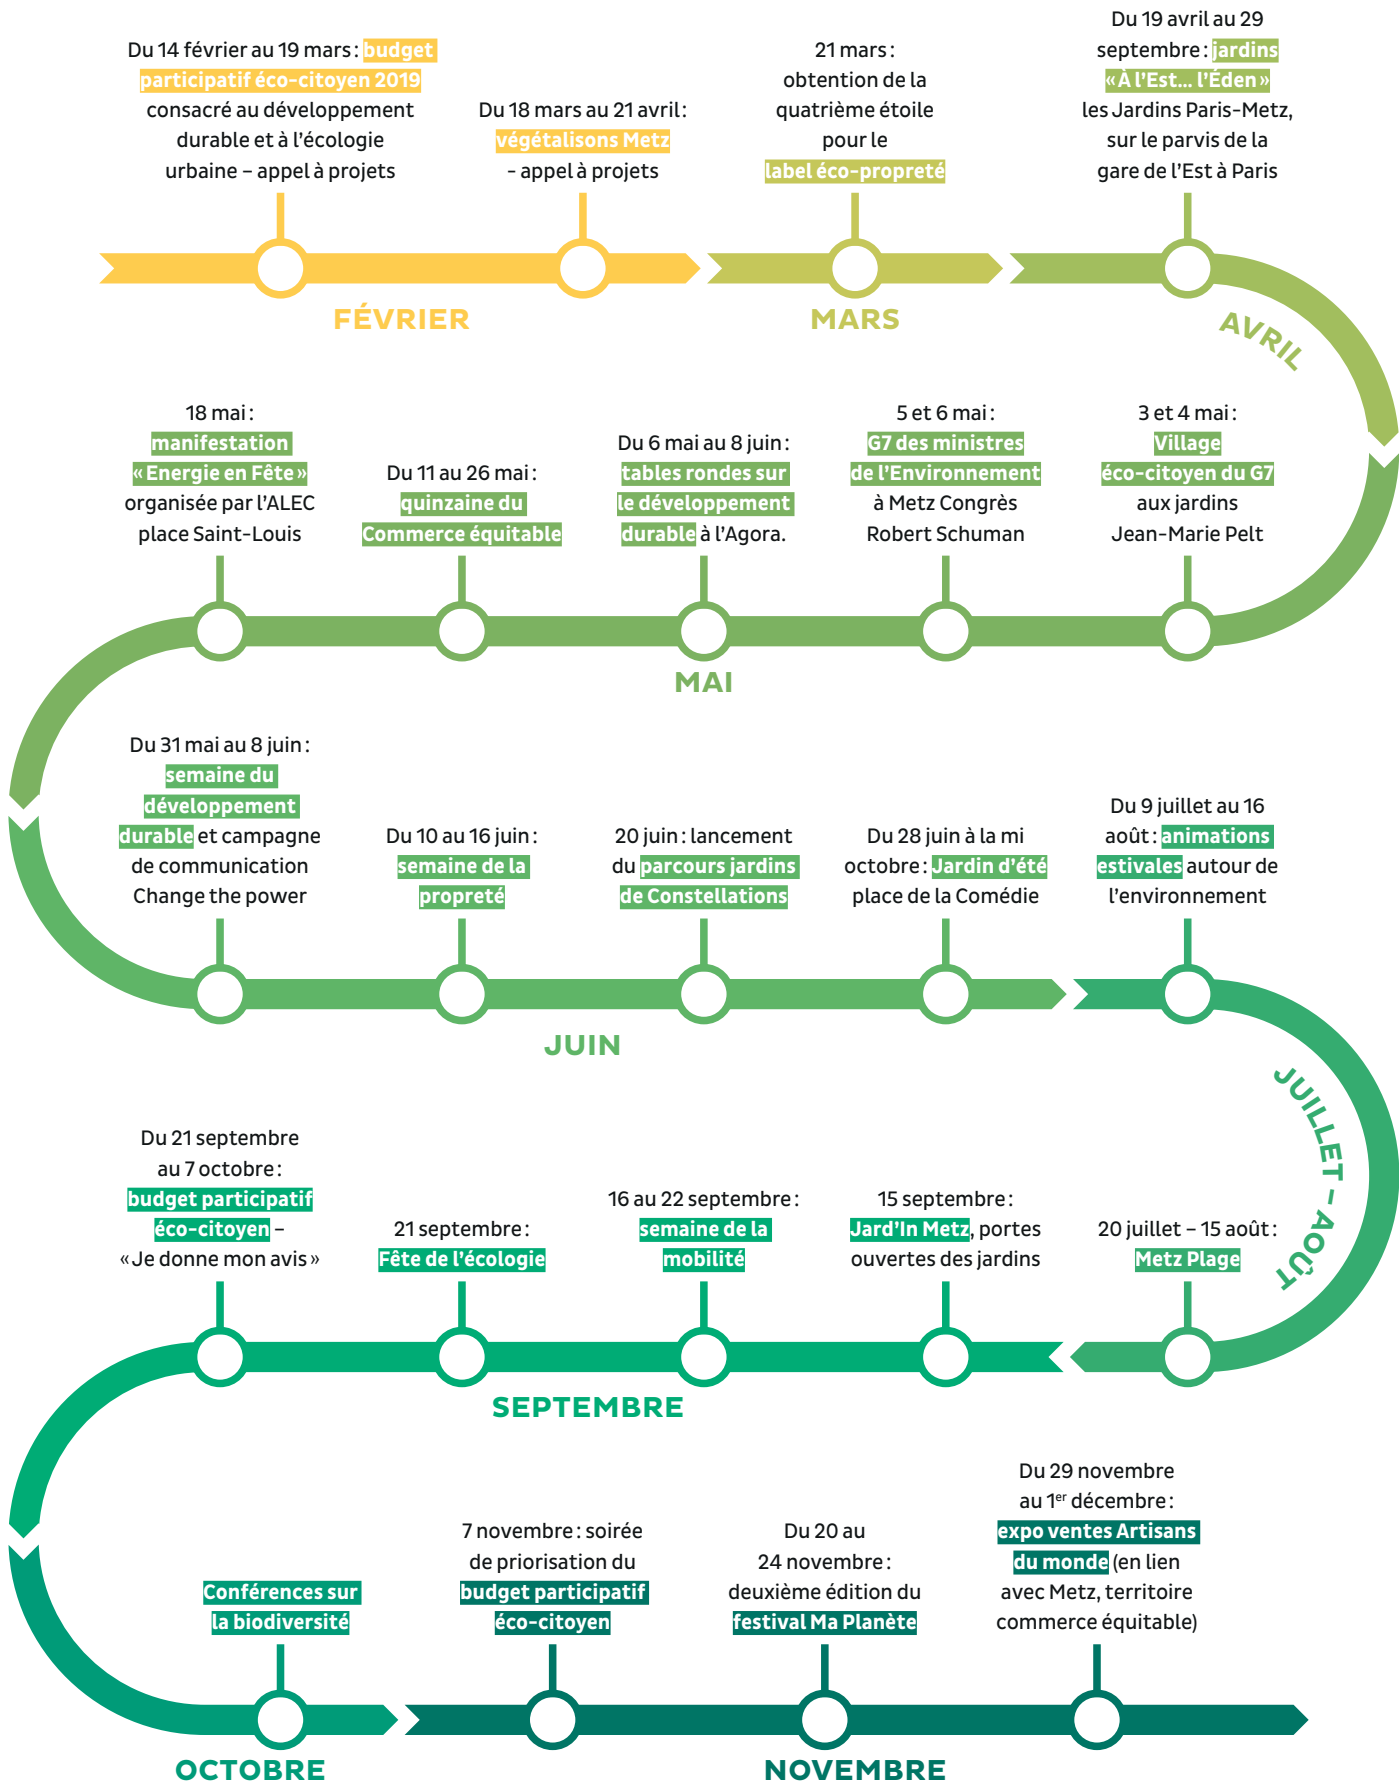 Du 14 février au 19 mars : budget
participatif éco-citoyen 2019
consacré au développement
durable et à l'écologie
urbaine – appel à projets
Du 18 mars au 21 avril :
végétalisons Metz
- appel à projets
21 mars :
obtention de la
quatrième étoile
pour le
label éco-propreté
Du 19 avril au 29
septembre : jardins
« À l'Est... l'Éden »
les Jardins Paris-Metz,
sur le parvis de la
gare de l'Est à Paris
FÉVRIER
MARS
AVRIL
18 mai :
manifestation
« Energie en Fête »
organisée par l'ALEC
place Saint-Louis
Du 11 au 26 mai :
quinzaine du
Commerce équitable
Du 6 mai au 8 juin :
tables rondes sur
le développement
durable à l'Agora.
5 et 6 mai :
G7 des ministres
de l'Environnement
à Metz Congrès
Robert Schuman
3 et 4 mai :
Village
éco-citoyen du G7
aux jardins
Jean-Marie Pelt
MAI
Du 31 mai au 8 juin :
semaine du
développement
durable et campagne
de communication
Change the power
Du 10 au 16 juin :
semaine de la
propreté
20 juin : lancement
du parcours jardins
de Constellations
Du 28 juin à la mi
octobre : Jardin d'été
place de la Comédie
Du 9 juillet au 16
août : animations
estivales autour de
l'environnement
JUIN
JUILLET – AOÛT
Du 21 septembre
au 7 octobre :
budget participatif
éco-citoyen –
« Je donne mon avis »
21 septembre :
Fête de l'écologie
16 au 22 septembre :
semaine de la
mobilité
15 septembre :
Jard'In Metz, portes
ouvertes des jardins
20 juillet – 15 août :
Metz Plage
SEPTEMBRE
Conférences sur
la biodiversité
7 novembre : soirée
de priorisation du
budget participatif
éco-citoyen
Du 20 au
24 novembre :
deuxième édition du
festival Ma Planète
Du 29 novembre
au 1er décembre :
expo ventes Artisans
du monde (en lien
avec Metz, territoire
commerce équitable)
OCTOBRE
NOVEMBRE